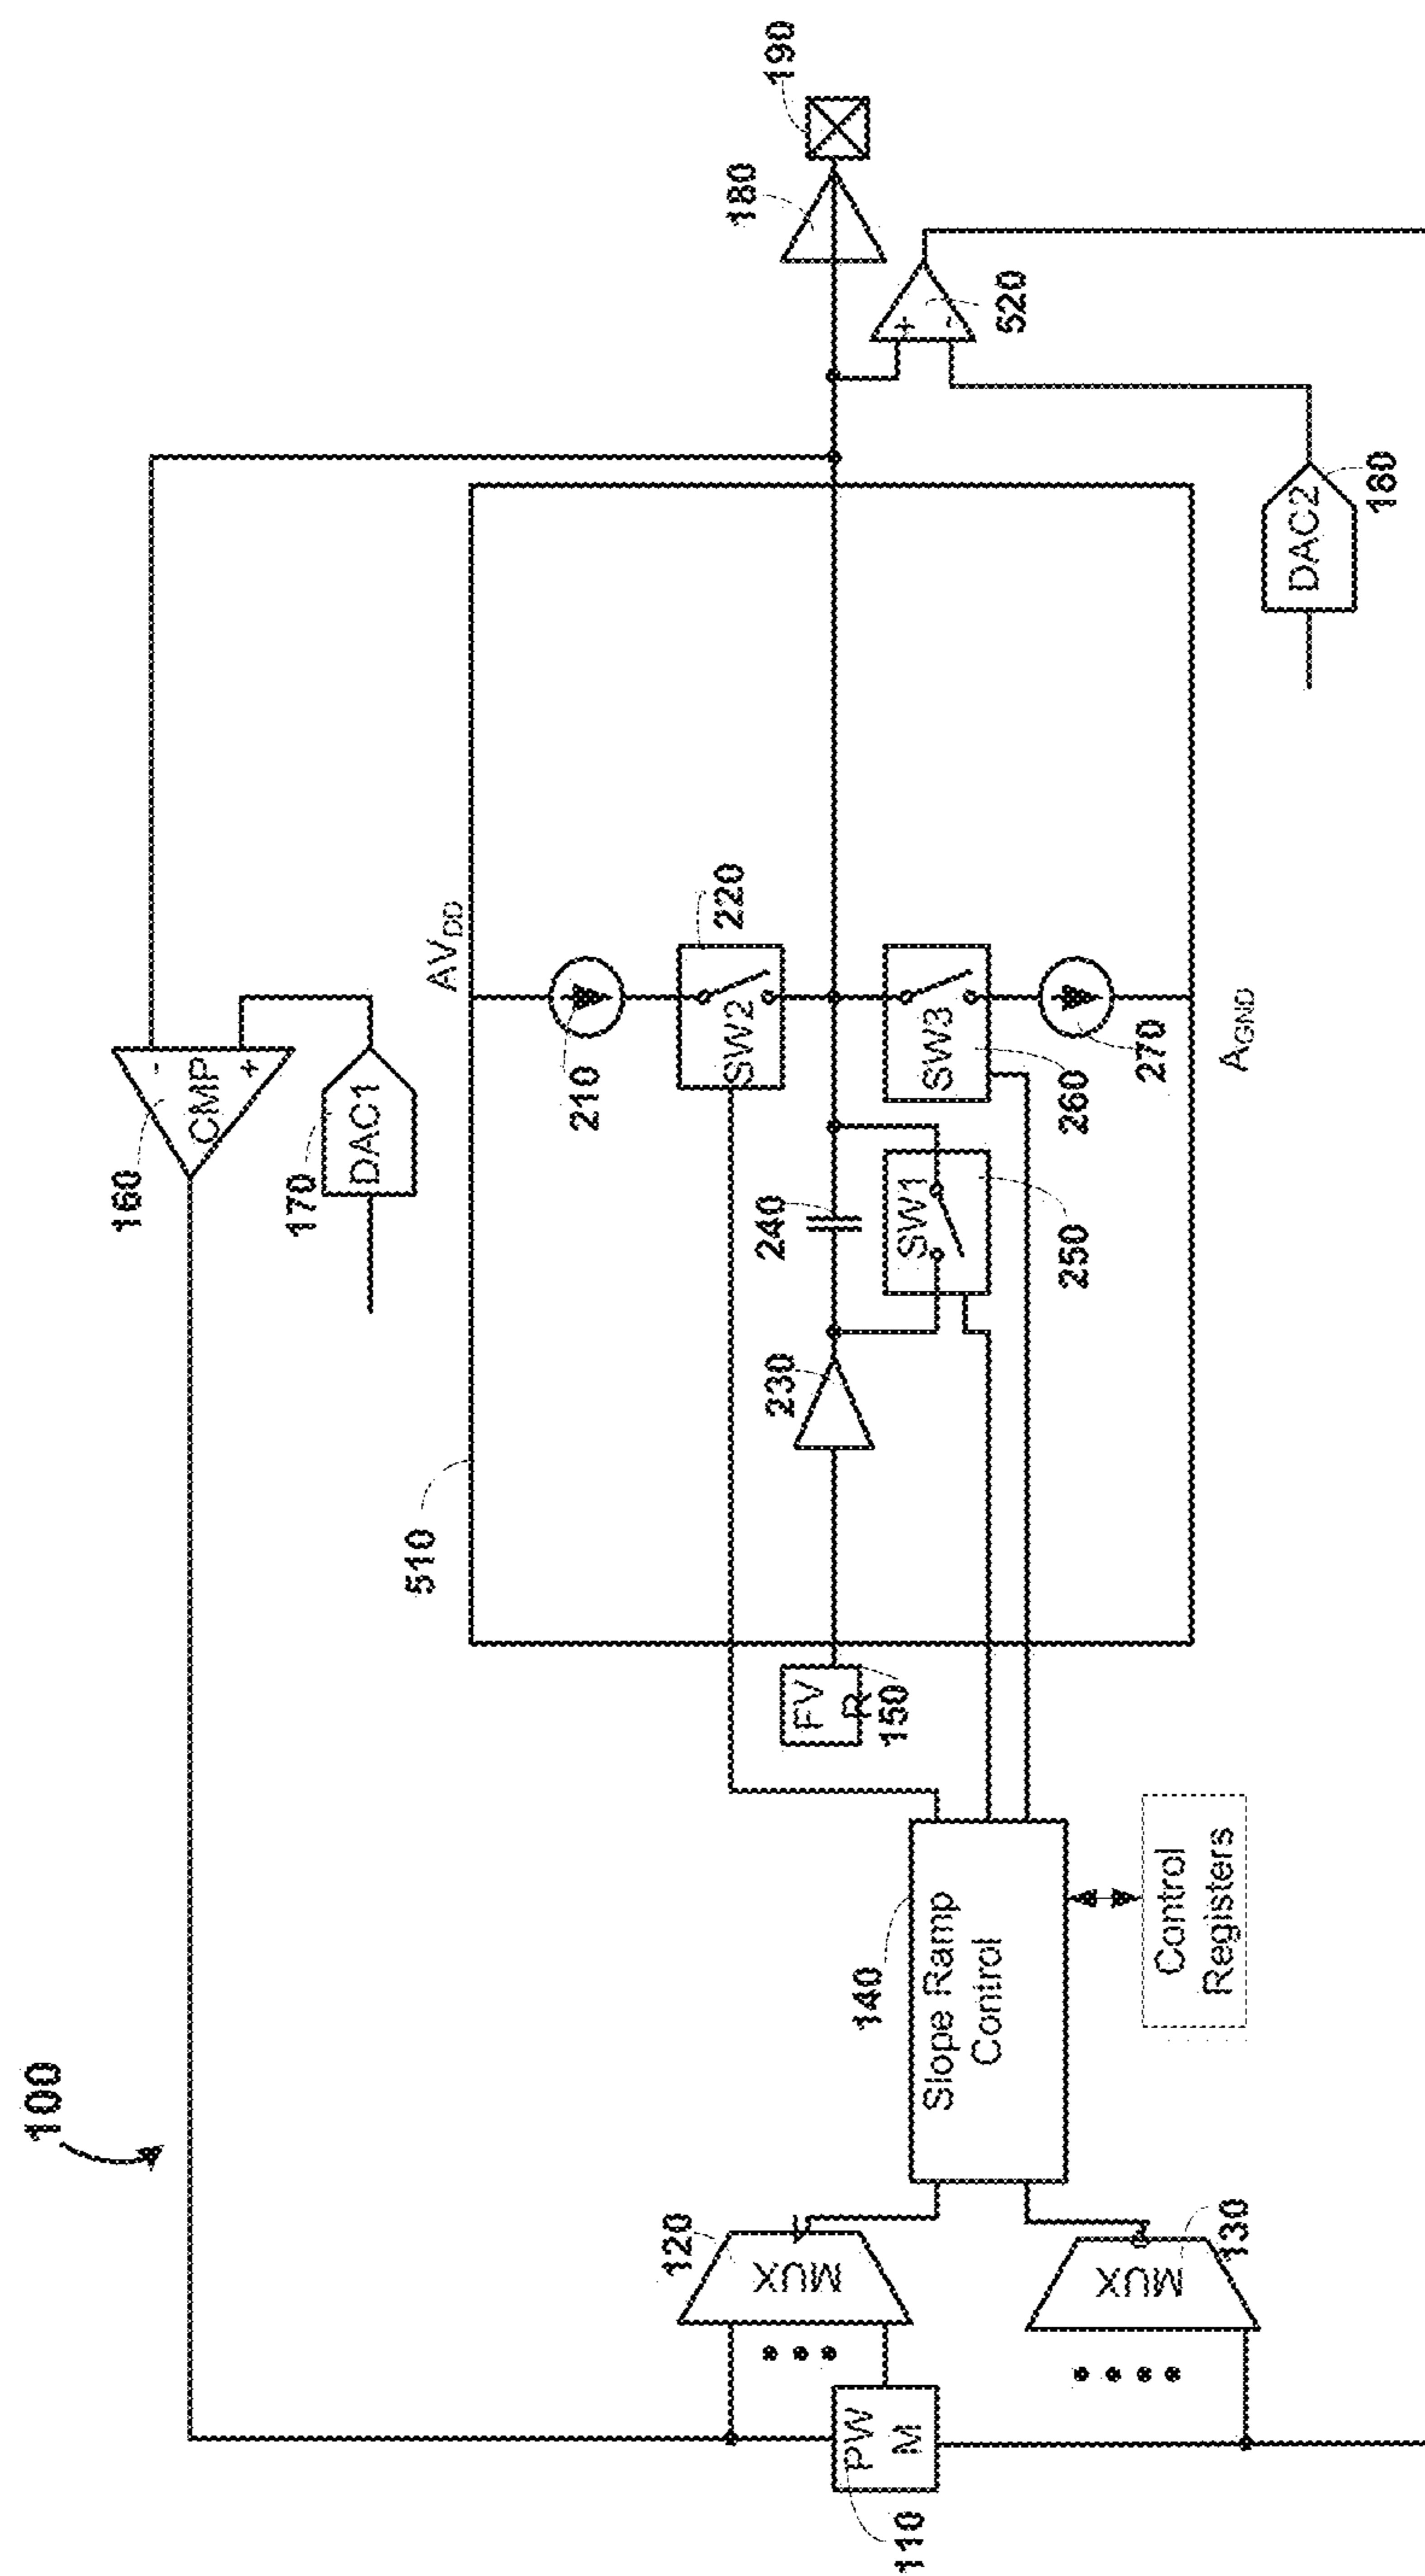 100
160
-
CMP
+
170
DAC1
510
AVDD
210
220
SW2
190
180
120
MUX
140
Slope Ramp
Control
FV
R
150
230
240
SW1
250
SW3
260
270
+
-
520
110
PW
M
MUX
130
Control
Registers
AGND
DAC2
180